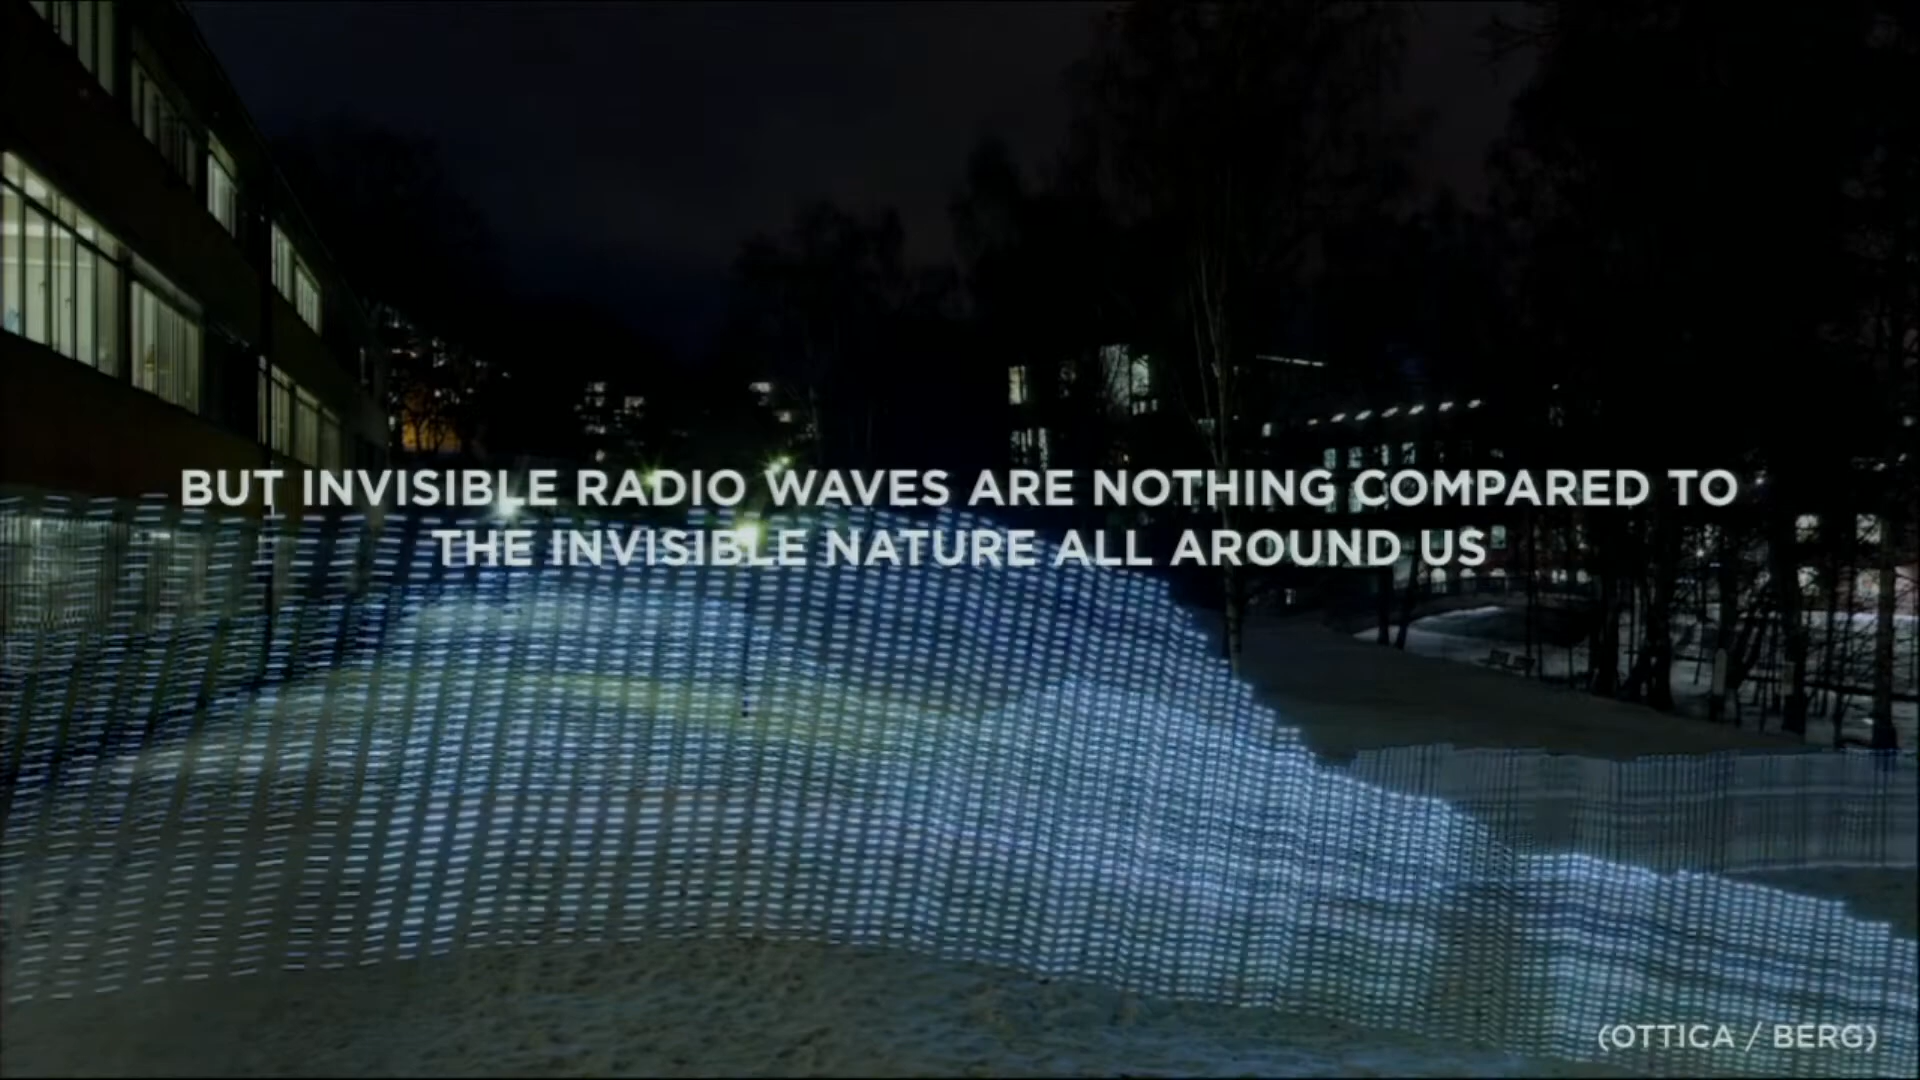 BUT INVISIBLE RADIO WAVES ARE NOTHING COMPARED TO
THE INVISIBLE NATURE ALL AROUND US
(OTTICA / BERG)